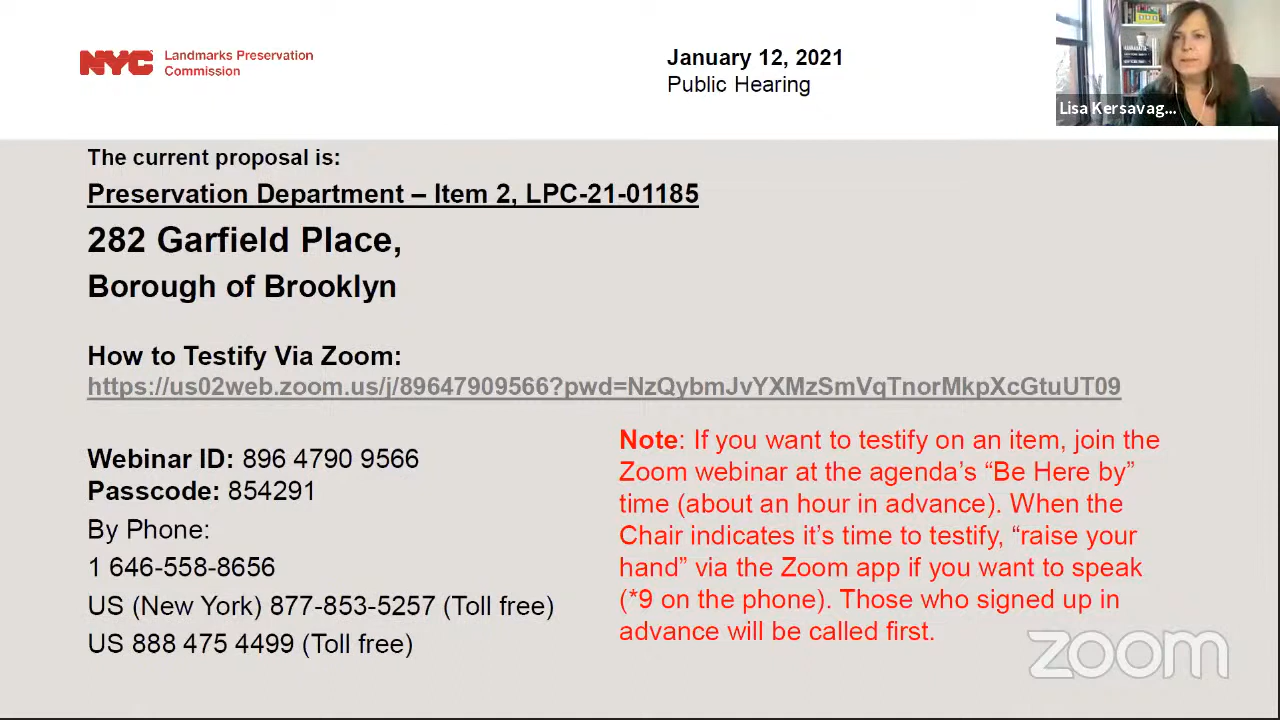 NYC Landmarks Preservation
Commission
January 12, 2021
Public Hearing
Lisa Kersavag...
The current proposal is:
Preservation Department – Item 2, LPC-21-01185
282 Garfield Place,
Borough of Brooklyn
How to Testify Via Zoom:
https://us02web.zoom.us/j/89647909566?pwd=NzQybmJvYXMzSmVqTnorMkpXcGtuUT09
Webinar ID: 896 4790 9566
Passcode: 854291
By Phone:
1 646-558-8656
US (New York) 877-853-5257 (Toll free)
US 888 475 4499 (Toll free)
Note: If you want to testify on an item, join the
Zoom webinar at the agenda’s “Be Here by”
time (about an hour in advance). When the
Chair indicates it’s time to testify, “raise your
hand” via the Zoom app if you want to speak
(*9 on the phone). Those who signed up in
advance will be called first.
zoom